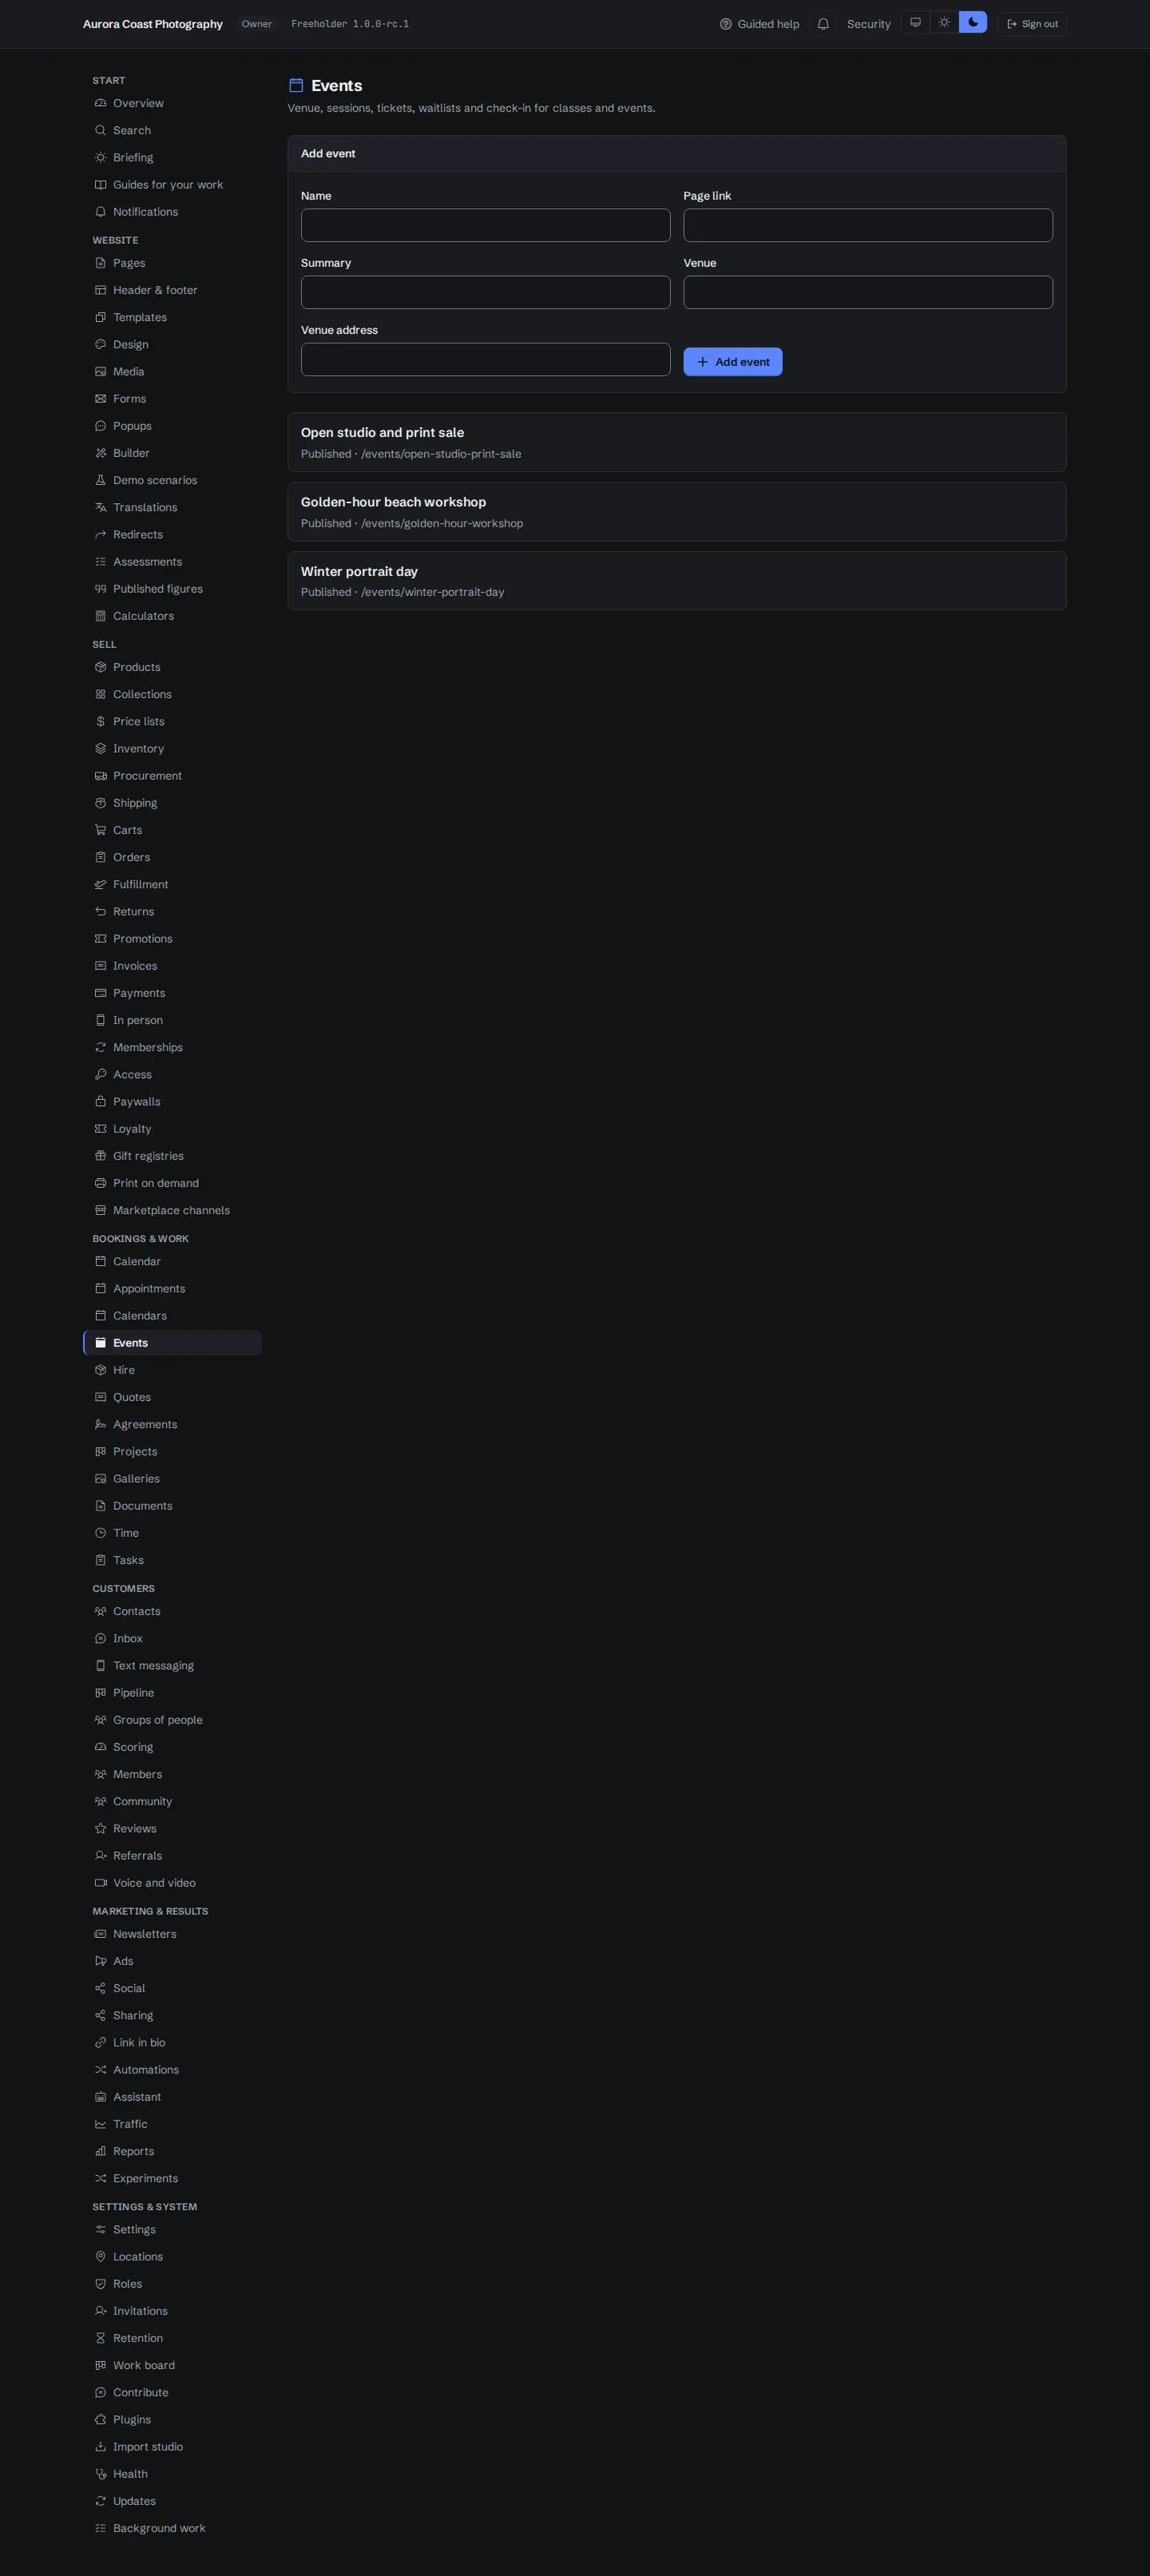 Aurora Coast Photography Owner Freeholder 1.0.0-rc.1 Guided help Security Sign out
START
Overview
Search
Briefing
Guides for your work
Notifications
WEBSITE
Pages
Header & footer
Templates
Design
Media
Forms
Popups
Builder
Demo scenarios
Translations
Redirects
Assessments
Published figures
Calculators
SELL
Products
Collections
Price lists
Inventory
Procurement
Shipping
Carts
Orders
Fulfillment
Returns
Promotions
Invoices
Payments
In person
Memberships
Access
Paywalls
Loyalty
Gift registries
Print on demand
Marketplace channels
BOOKINGS & WORK
Calendar
Appointments
Calendars
Events
Hire
Quotes
Agreements
Projects
Galleries
Documents
Time
Tasks
CUSTOMERS
Contacts
Inbox
Text messaging
Pipeline
Groups of people
Scoring
Members
Community
Reviews
Referrals
Voice and video
MARKETING & RESULTS
Newsletters
Ads
Social
Sharing
Link in bio
Automations
Assistant
Traffic
Reports
Experiments
SETTINGS & SYSTEM
Settings
Locations
Roles
Invitations
Retention
Work board
Contribute
Plugins
Import studio
Health
Updates
Background work
Events
Venue, sessions, tickets, waitlists and check-in for classes and events.
Add event
Name
Page link
Summary
Venue
Venue address
Add event
Open studio and print sale
Published · /events/open-studio-print-sale
Golden-hour beach workshop
Published · /events/golden-hour-workshop
Winter portrait day
Published · /events/winter-portrait-day